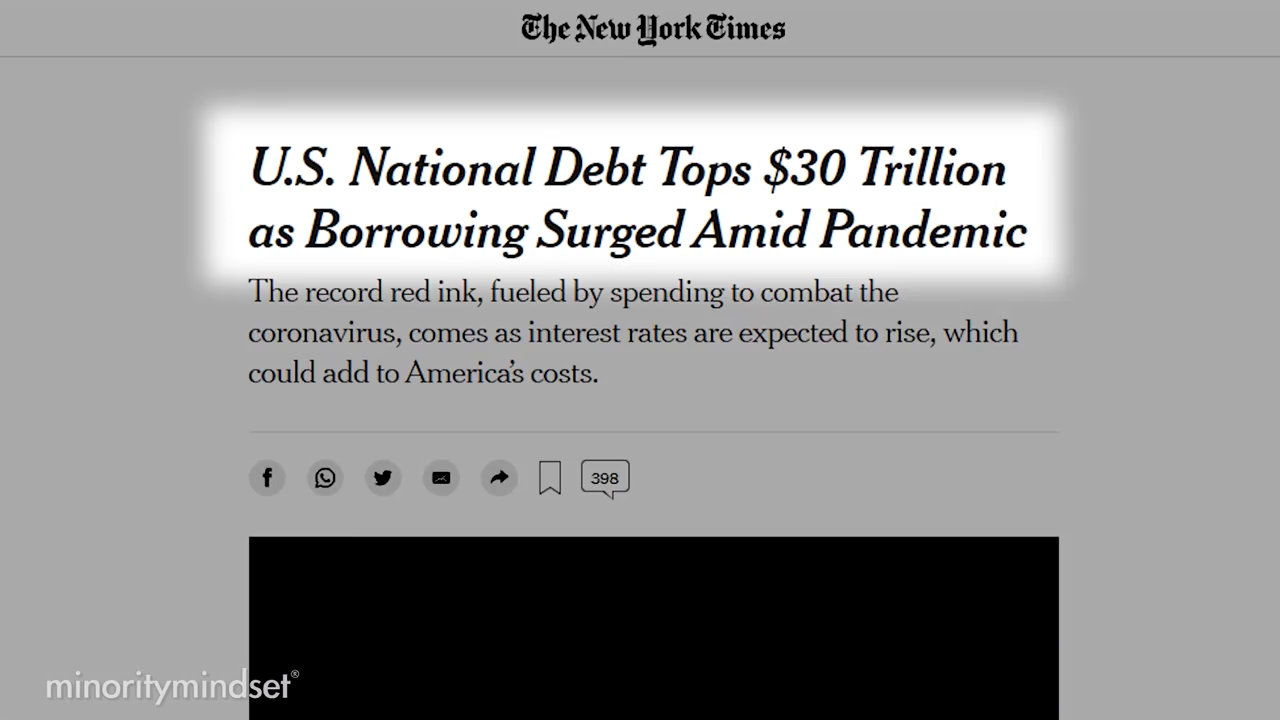 The New York Times
U.S. National Debt Tops $30 Trillion
as Borrowing Surged Amid Pandemic
The record red ink, fueled by spending to combat the
coronavirus, comes as interest rates are expected to rise, which
could add to America’s costs.
398
minoritymindset®